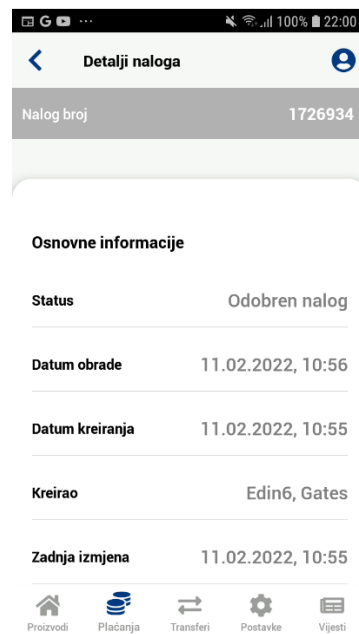 100% 22:00
Detalji naloga
Nalog broj 1726934
Osnovne informacije
Status Odobren nalog
Datum obrade 11.02.2022, 10:56
Datum kreiranja 11.02.2022, 10:55
Kreirao Edin6, Gates
Zadnja izmjena 11.02.2022, 10:55
Proizvodi Plaćanja Transferi Postavke Vijesti